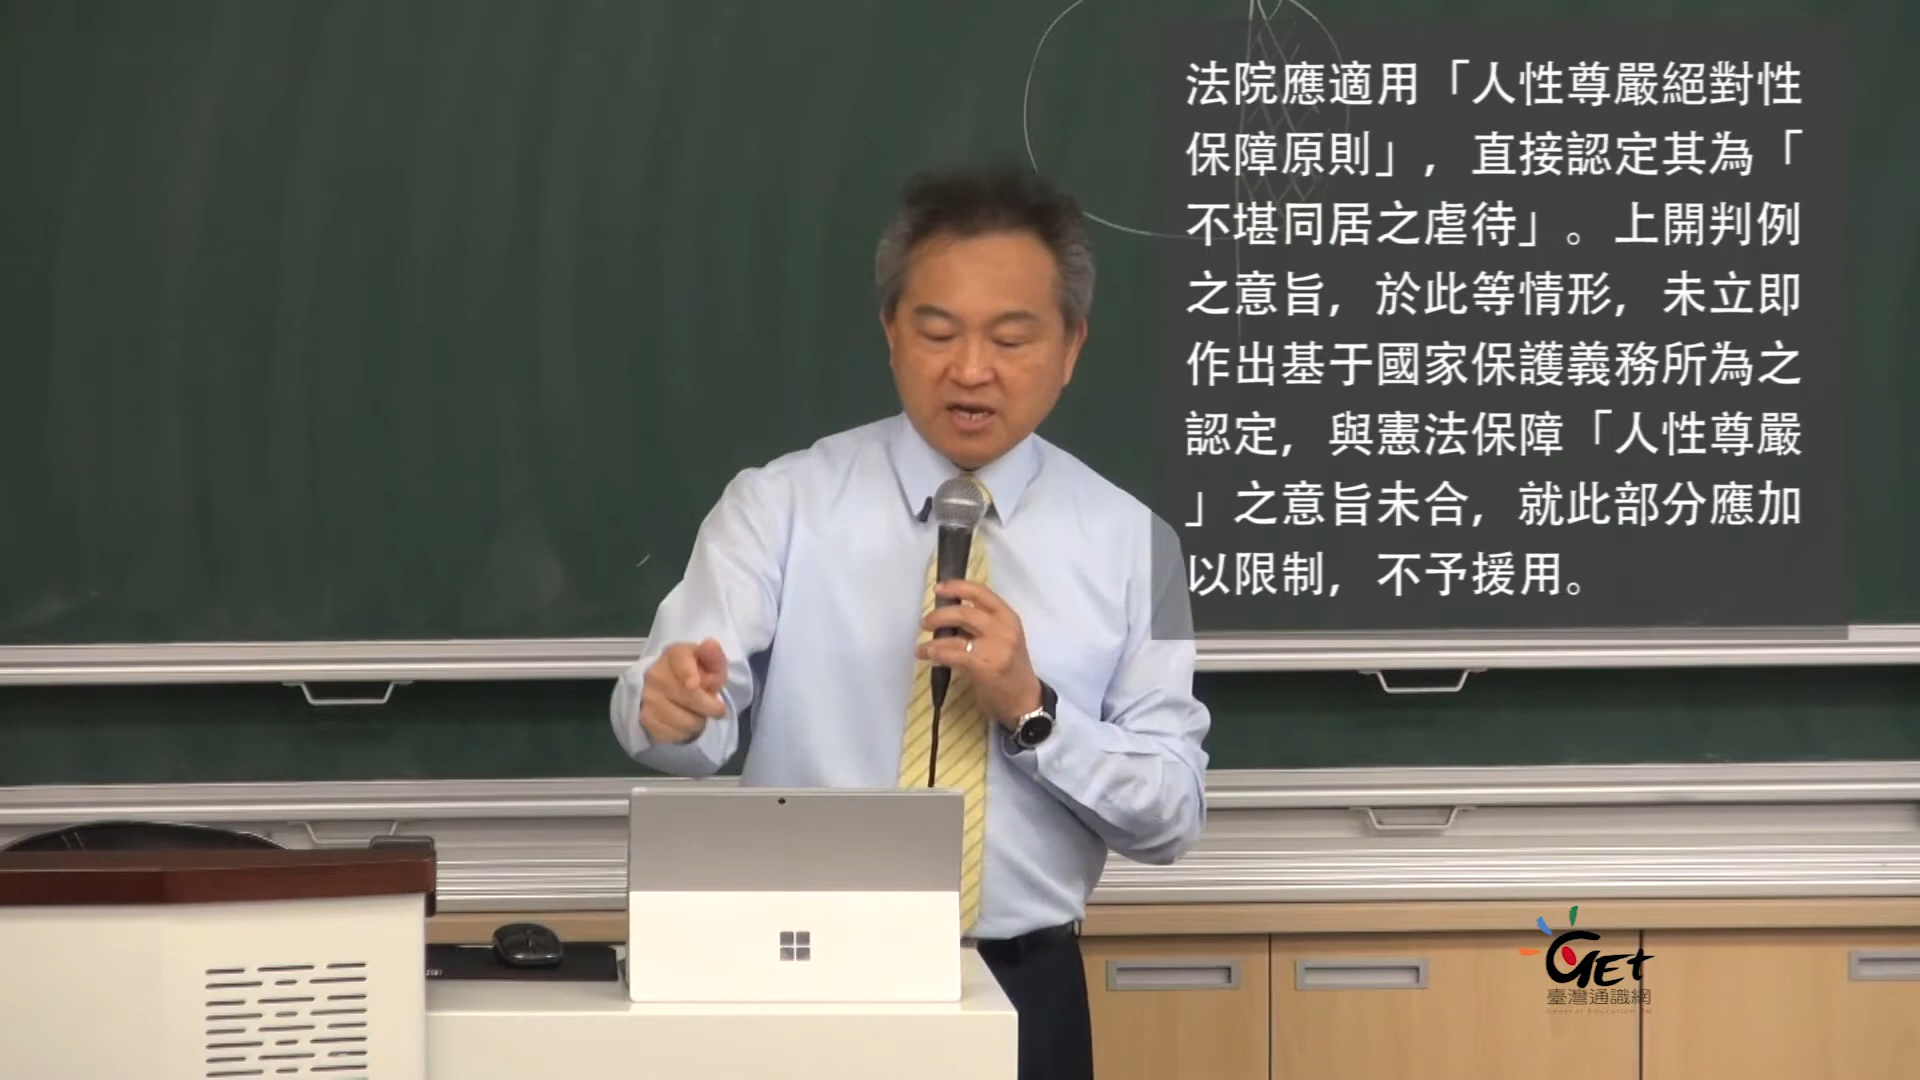 法院應適用「人性尊嚴絕對性
保障原則」，直接認定其為「
不堪同居之虐待」。上開判例
之意旨，於此等情形，未立即
作出基于國家保護義務所為之
認定，與憲法保障「人性尊嚴
」之意旨未合，就此部分應加
以限制，不予援用。
GEt
臺灣通識網